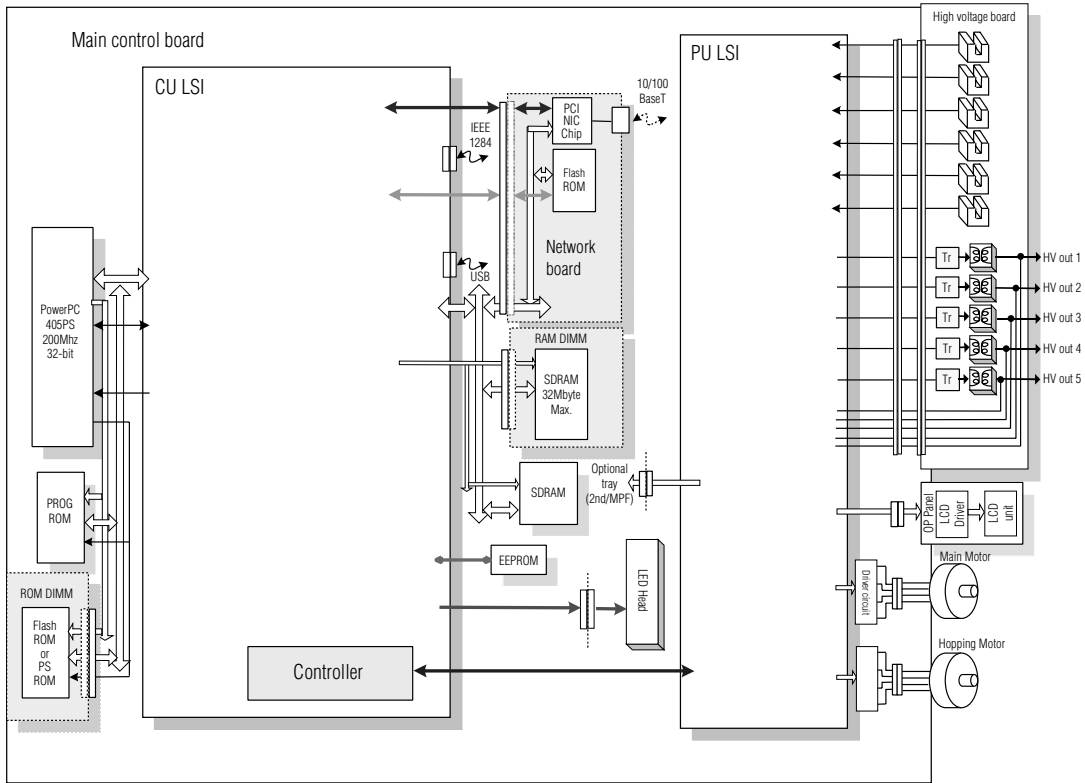 Main control board
CU LSI
PU LSI
High voltage board
10/100
BaseT
PCI
NIC
Chip
IEEE
1284
Flash
ROM
Network
board
USB
PowerPC
405PS
200Mhz
32-bit
Tr
HV out 1
Tr
HV out 2
Tr
HV out 3
Tr
HV out 4
Tr
HV out 5
RAM DIMM
SDRAM
32Mbyte
Max.
PROG
ROM
SDRAM
Optional
tray
(2nd/MPF)
OP Panel
LCD
Driver
LCD
unit
EEPROM
LED Head
Main Motor
Driver circuit
ROM DIMM
Flash
ROM
or
PS
ROM
Controller
Hopping Motor